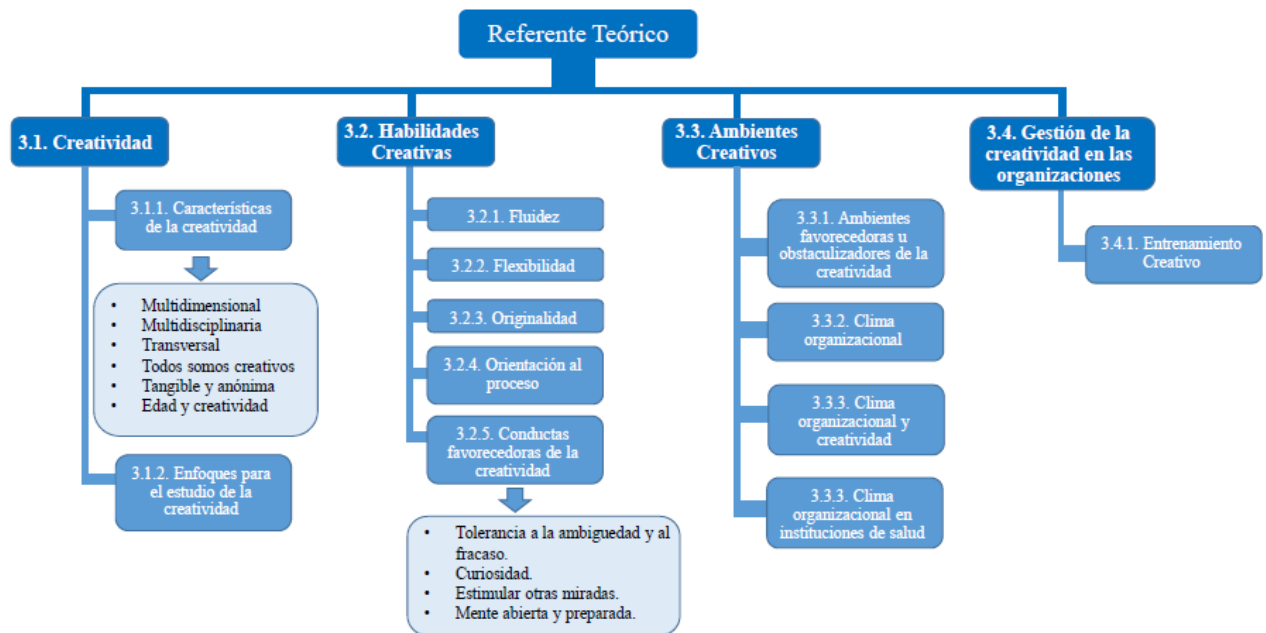 Referente Teórico
3.1. Creatividad
3.1.1. Características
de la creatividad
• Multidimensional
• Multidisciplinaria
• Transversal
• Todos somos creativos
• Tangible y anónima
• Edad y creatividad
3.1.2. Enfoques para
el estudio de la
creatividad
3.2. Habilidades
Creativas
3.2.1. Fluidez
3.2.2. Flexibilidad
3.2.3. Originalidad
3.2.4. Orientación al
proceso
3.2.5. Conductas
favorecedoras de la
creatividad
• Tolerancia a la ambiguedad y al
fracaso.
• Curiosidad.
• Estimular otras miradas.
• Mente abierta y preparada.
3.3. Ambientes
Creativos
3.3.1. Ambientes
favorecedoras u
obstaculizadores de la
creatividad
3.3.2. Clima
organizacional
3.3.3. Clima
organizacional y
creatividad
3.3.3. Clima
organizacional en
instituciones de salud
3.4. Gestión de la
creatividad en las
organizaciones
3.4.1. Entrenamiento
Creativo